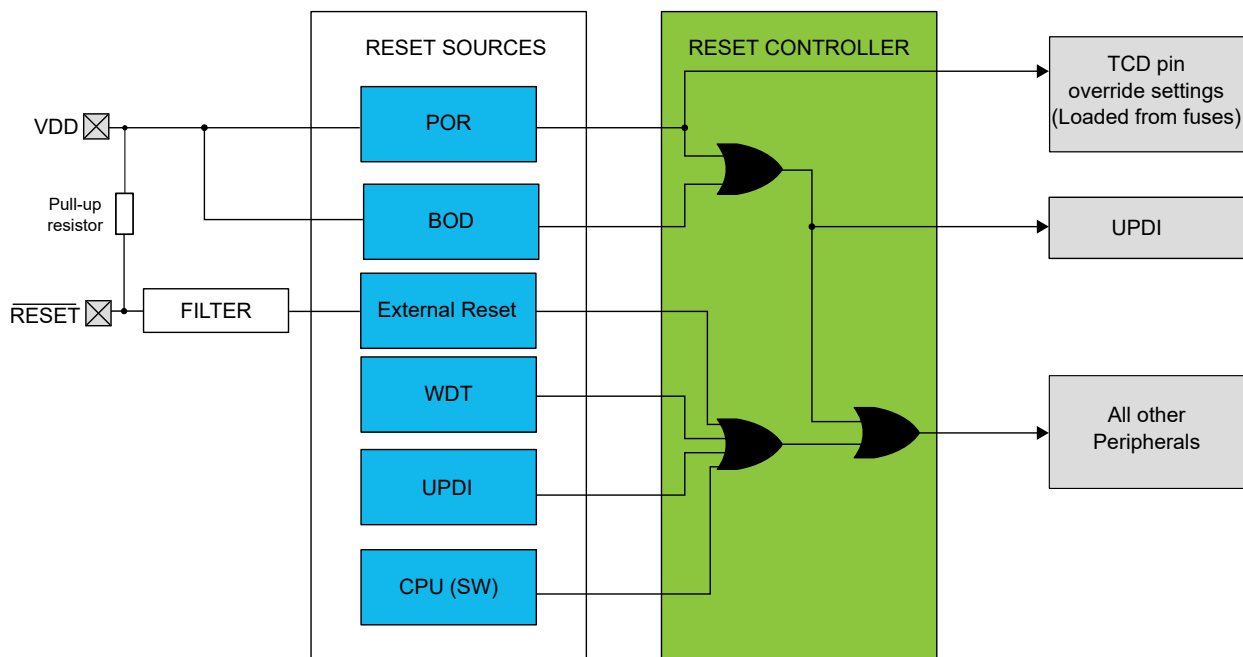 RESET SOURCES
RESET CONTROLLER
TCD pin
override settings
(Loaded from fuses)
VDD
POR
Pull-up
resistor
BOD
UPDI
RESET
FILTER
External Reset
WDT
All other
Peripherals
UPDI
CPU (SW)